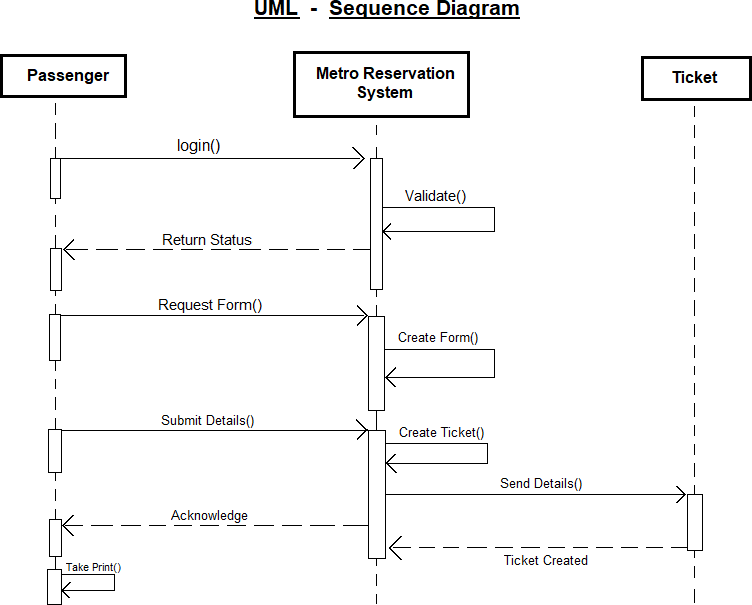 UML - Sequence Diagram
Passenger
Metro Reservation
System
Ticket
login()
Validate()
Return Status
Request Form()
Create Form()
Submit Details()
Create Ticket()
Send Details()
Acknowledge
Ticket Created
Take Print()